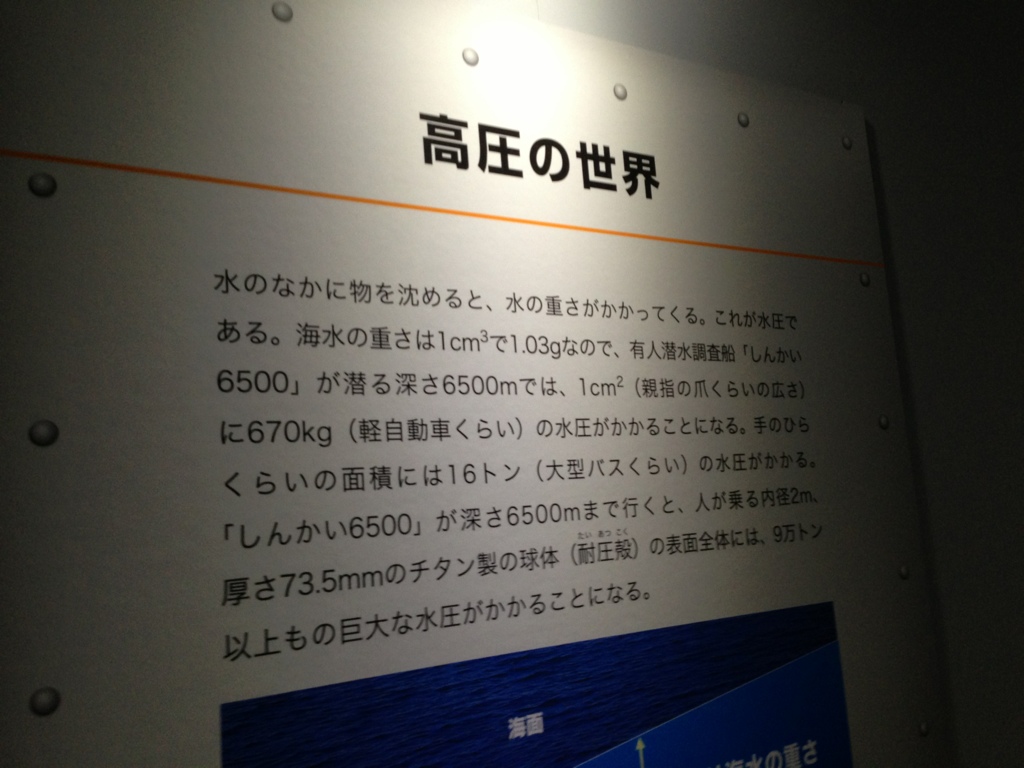 高圧の世界
水のなかに物を沈めると、水の重さがかかってくる。これが水圧で
ある。海水の重さは1cm³で1.03gなので、有人潜水調査船「しんかい
6500」が潜る深さ6500mでは、1cm²（親指の爪くらいの広さ）
に670kg（軽自動車くらい）の水圧がかかることになる。手のひら
くらいの面積には16トン（大型バスくらい）の水圧がかかる。
「しんかい6500」が深さ6500mまで行くと、人が乗る内径2m、
たい あつ こく
厚さ73.5mmのチタン製の球体（耐圧殻）の表面全体には、9万トン
以上もの巨大な水圧がかかることになる。
海面
海水の重さ